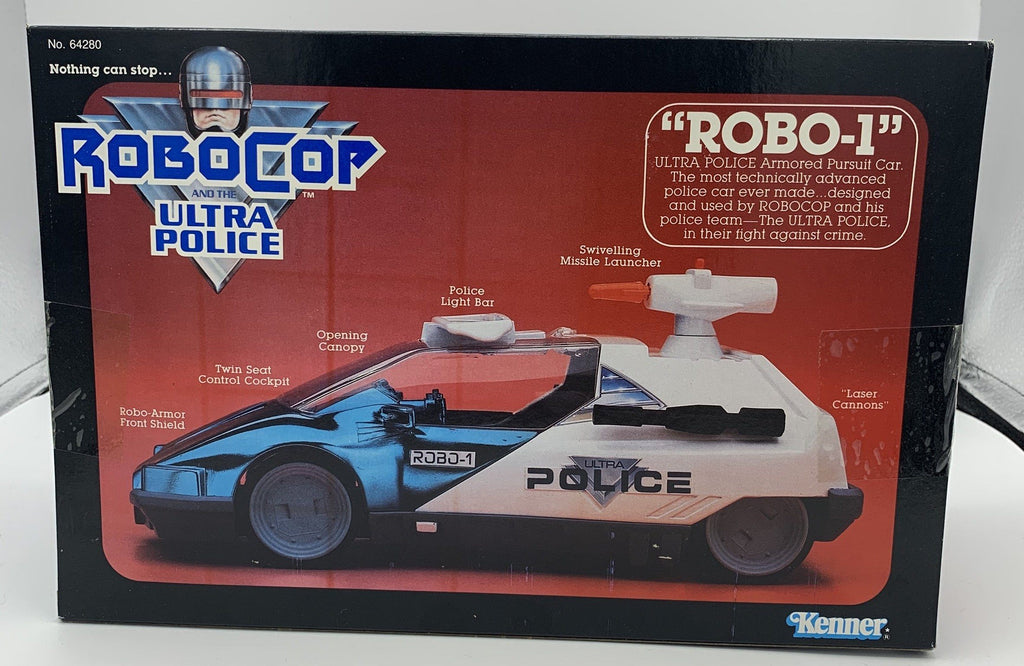 No. 64280
Nothing can stop...
ROBOCOP
TM
AND THE
ULTRA
POLICE
"ROBO-1"
ULTRA POLICE Armored Pursuit Car.
The most technically advanced
police car ever made...designed
and used by ROBOCOP and his
police team—The ULTRA POLICE,
in their fight against crime.
Swivelling
Missile Launcher
Police
Light Bar
Opening
Canopy
Twin Seat
Control Cockpit
Robo-Armor
Front Shield
"Laser
Cannons"
ROBO-1
ULTRA
POLICE
Kenner®